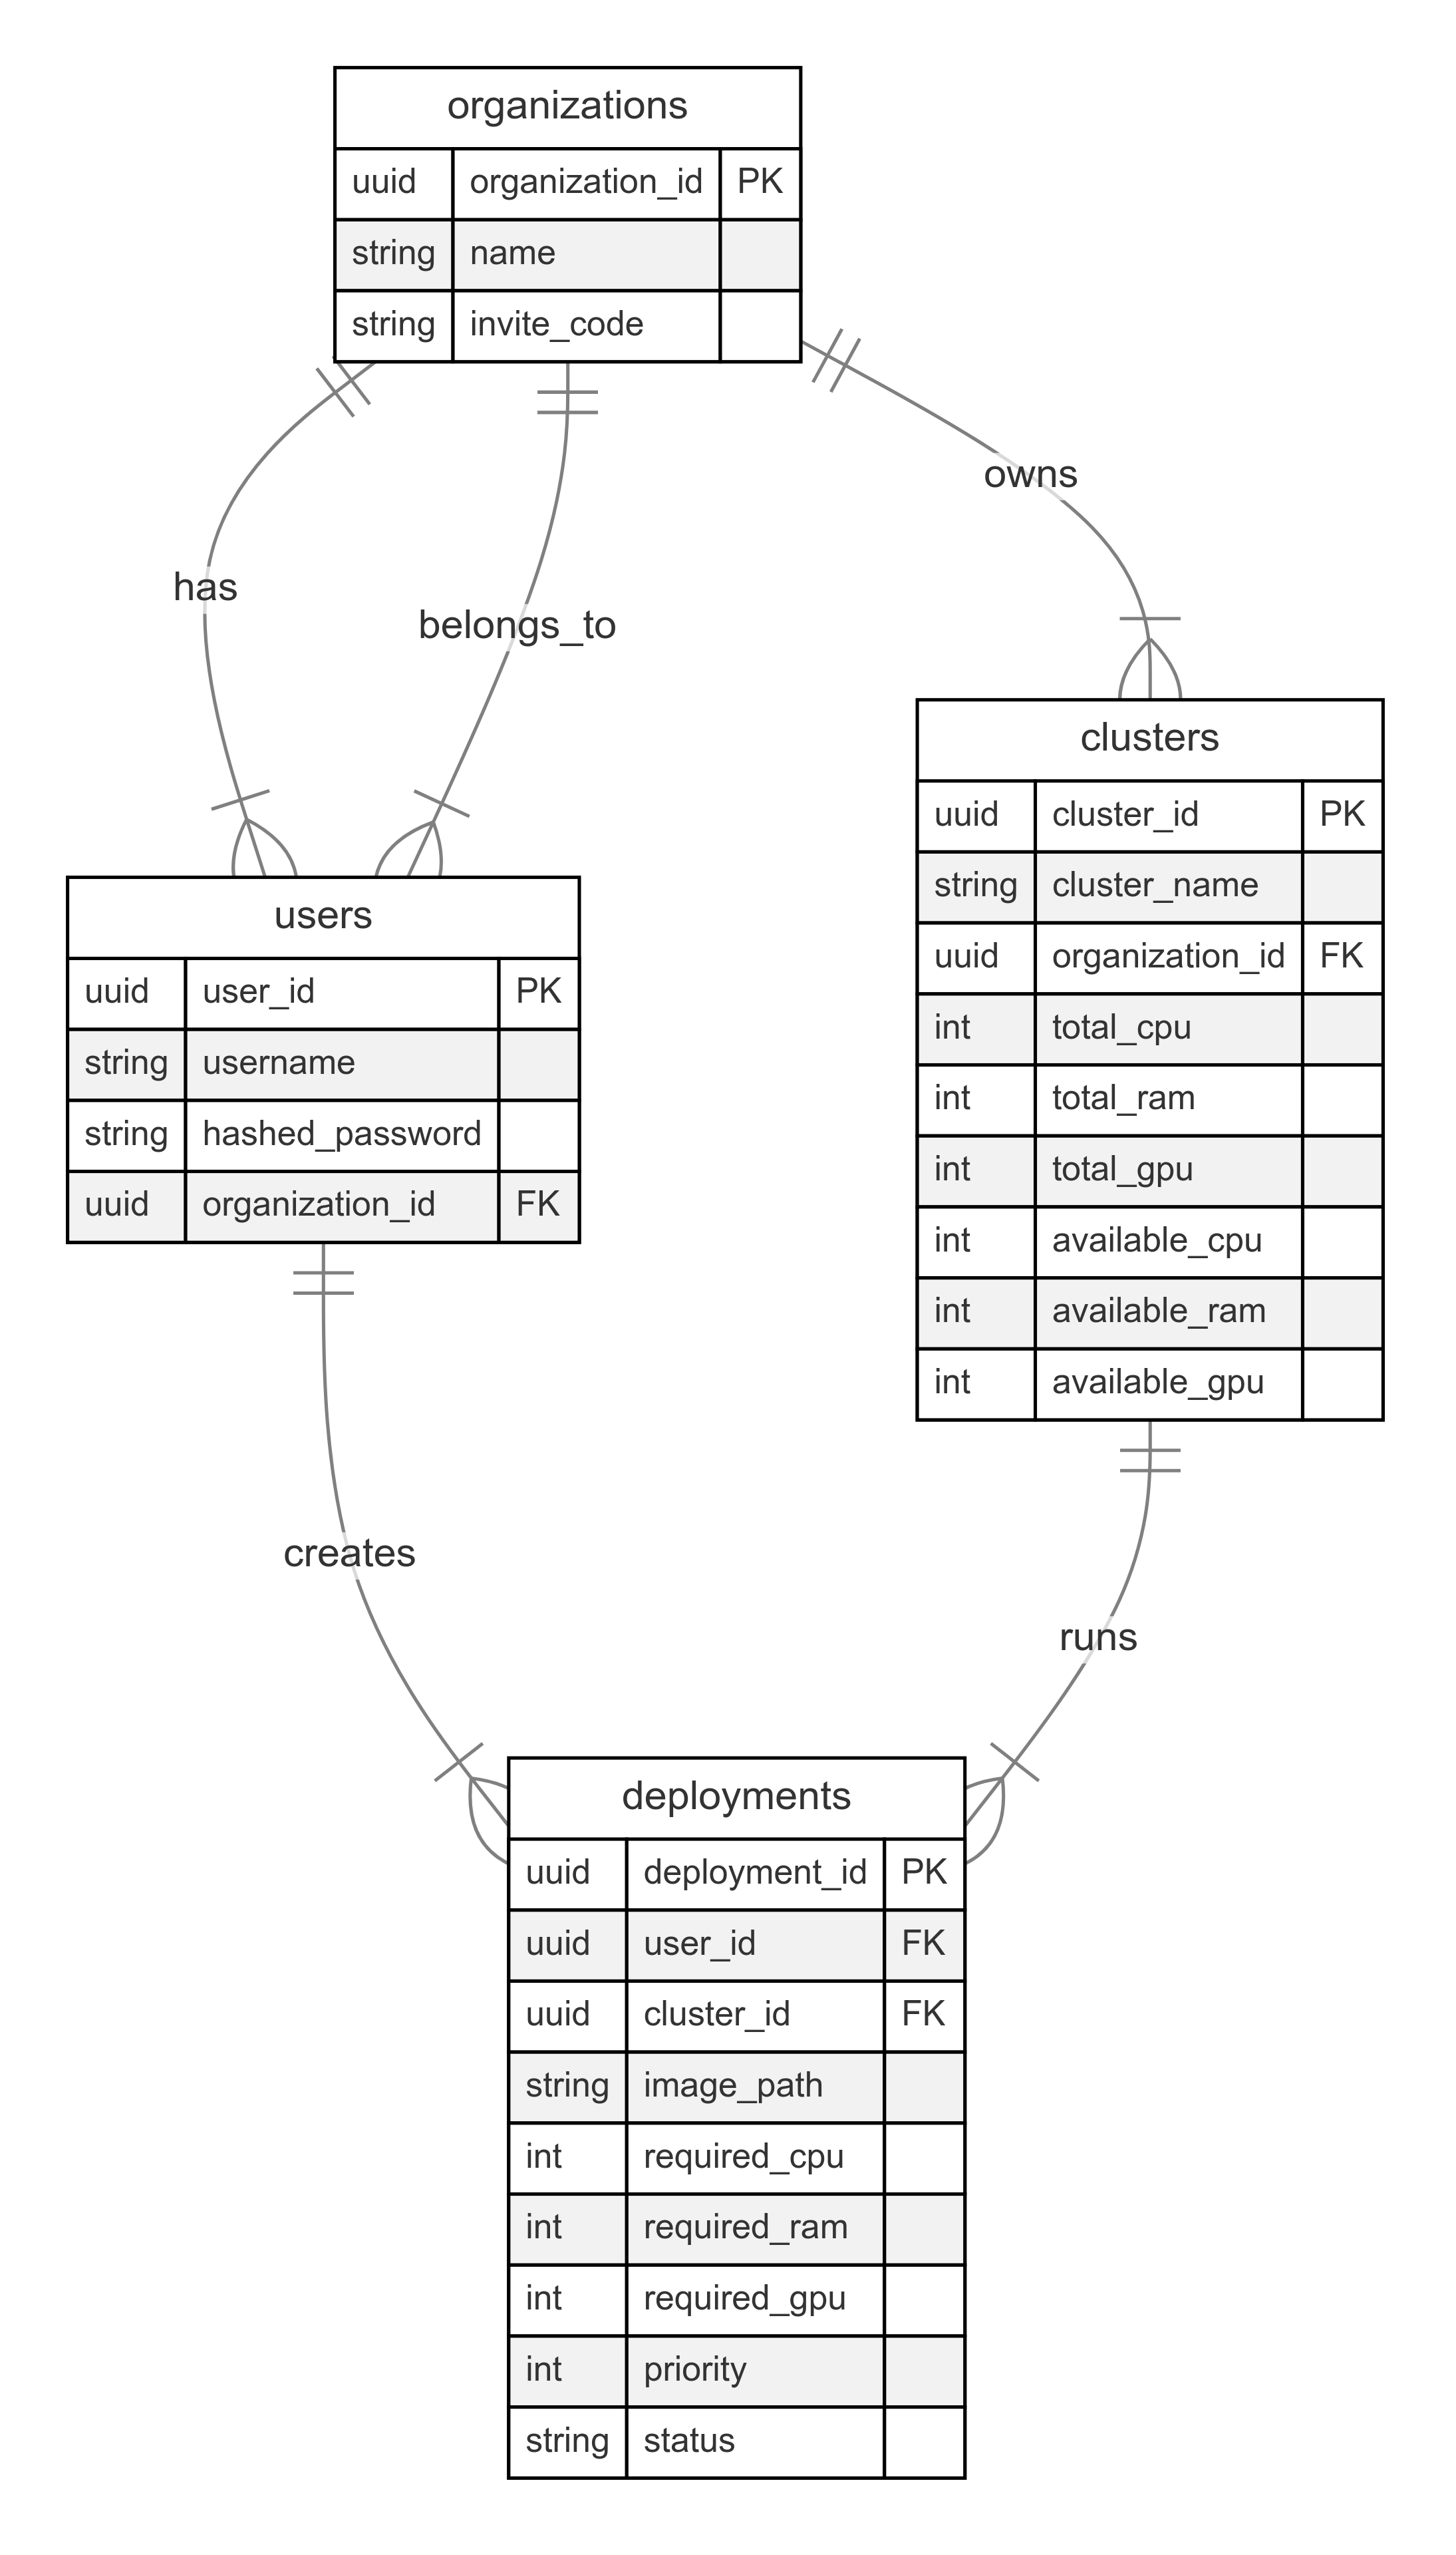 organizations
uuid organization_id PK
string name
string invite_code
owns
has
belongs_to
clusters
uuid cluster_id PK
string cluster_name
uuid organization_id FK
int total_cpu
int total_ram
int total_gpu
int available_cpu
int available_ram
int available_gpu
users
uuid user_id PK
string username
string hashed_password
uuid organization_id FK
creates
runs
deployments
uuid deployment_id PK
uuid user_id FK
uuid cluster_id FK
string image_path
int required_cpu
int required_ram
int required_gpu
int priority
string status